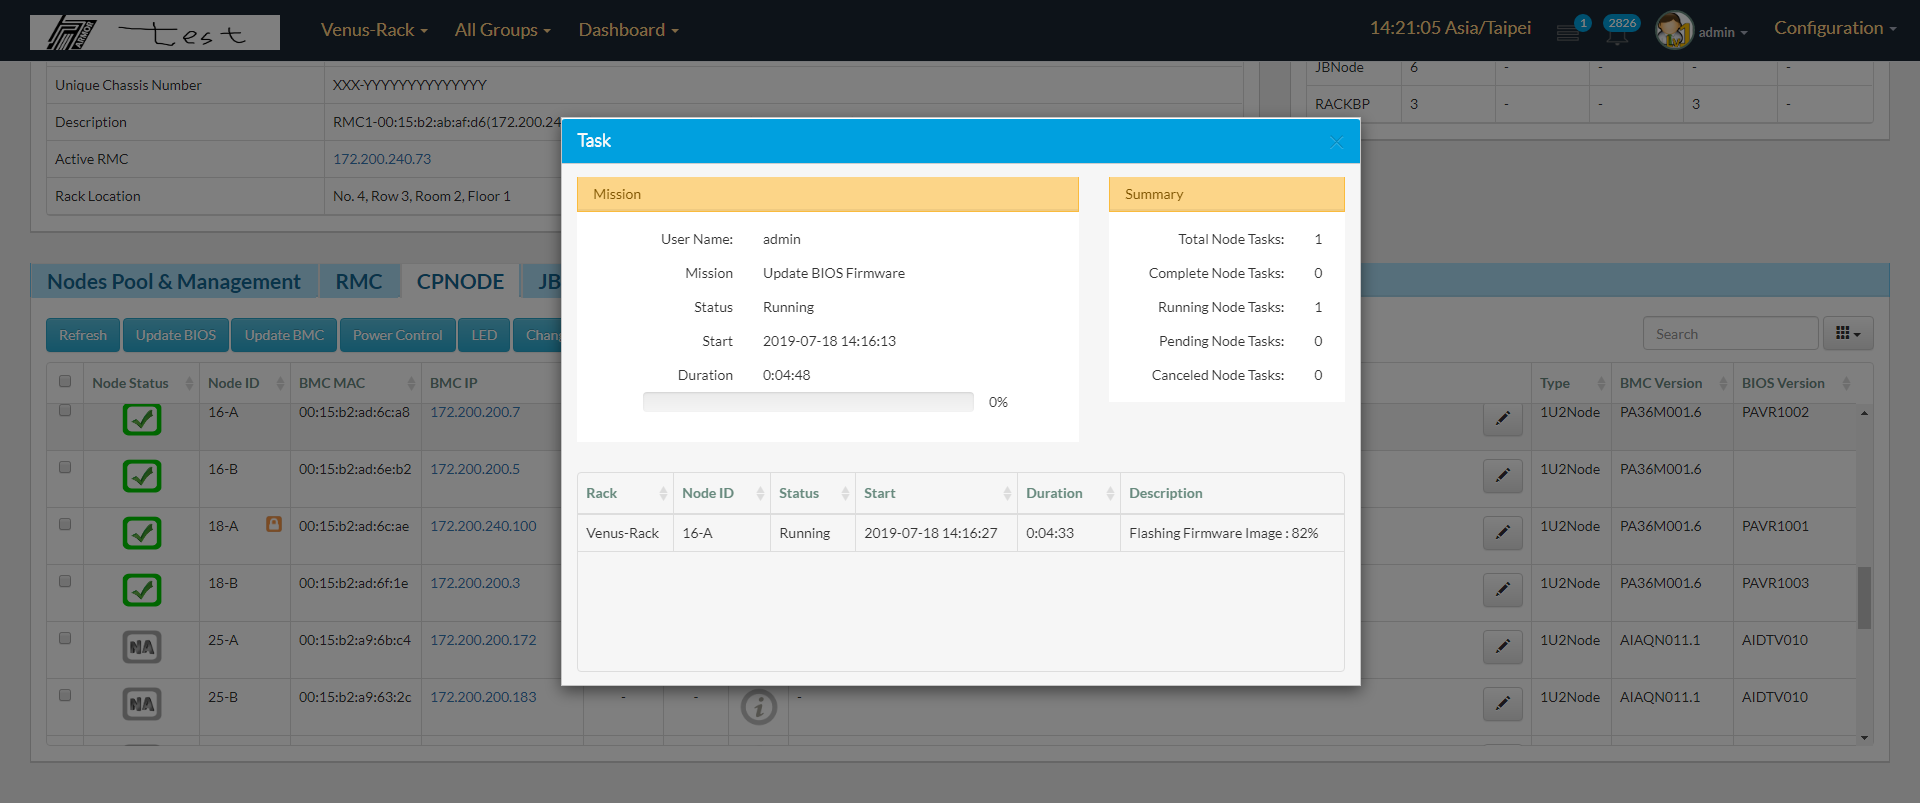 ARMOR test Venus-Rack All Groups Dashboard 14:21:05 Asia/Taipei 1 2826 admin Configuration
JBNode 6 - - - -
Unique Chassis Number XXX-YYYYYYYYYYYYYY
RACKBP 3 - - 3 -
Description RMC1-00:15:b2:ab:af:d6(172.200.24
Active RMC 172.200.240.73
Rack Location No. 4, Row 3, Room 2, Floor 1
Task
Mission
User Name: admin
Mission Update BIOS Firmware
Status Running
Start 2019-07-18 14:16:13
Duration 0:04:48
0%
Summary
Total Node Tasks: 1
Complete Node Tasks: 0
Running Node Tasks: 1
Pending Node Tasks: 0
Canceled Node Tasks: 0
Rack Node ID Status Start Duration Description
Venus-Rack 16-A Running 2019-07-18 14:16:27 0:04:33 Flashing Firmware Image : 82%
Nodes Pool & Management RMC CPNODE JB
Refresh Update BIOS Update BMC Power Control LED Chan
Search
Node Status Node ID BMC MAC BMC IP Type BMC Version BIOS Version
16-A 00:15:b2:ad:6c:a8 172.200.200.7 1U2Node PA36M001.6 PAVR1002
16-B 00:15:b2:ad:6e:b2 172.200.200.5 1U2Node PA36M001.6
18-A 00:15:b2:ad:6c:ae 172.200.240.100 1U2Node PA36M001.6 PAVR1001
18-B 00:15:b2:ad:6f:1e 172.200.200.3 1U2Node PA36M001.6 PAVR1003
NA 25-A 00:15:b2:a9:6b:c4 172.200.200.172 1U2Node AIAQN011.1 AIDTV010
NA 25-B 00:15:b2:a9:63:2c 172.200.200.183 - - i - 1U2Node AIAQN011.1 AIDTV010